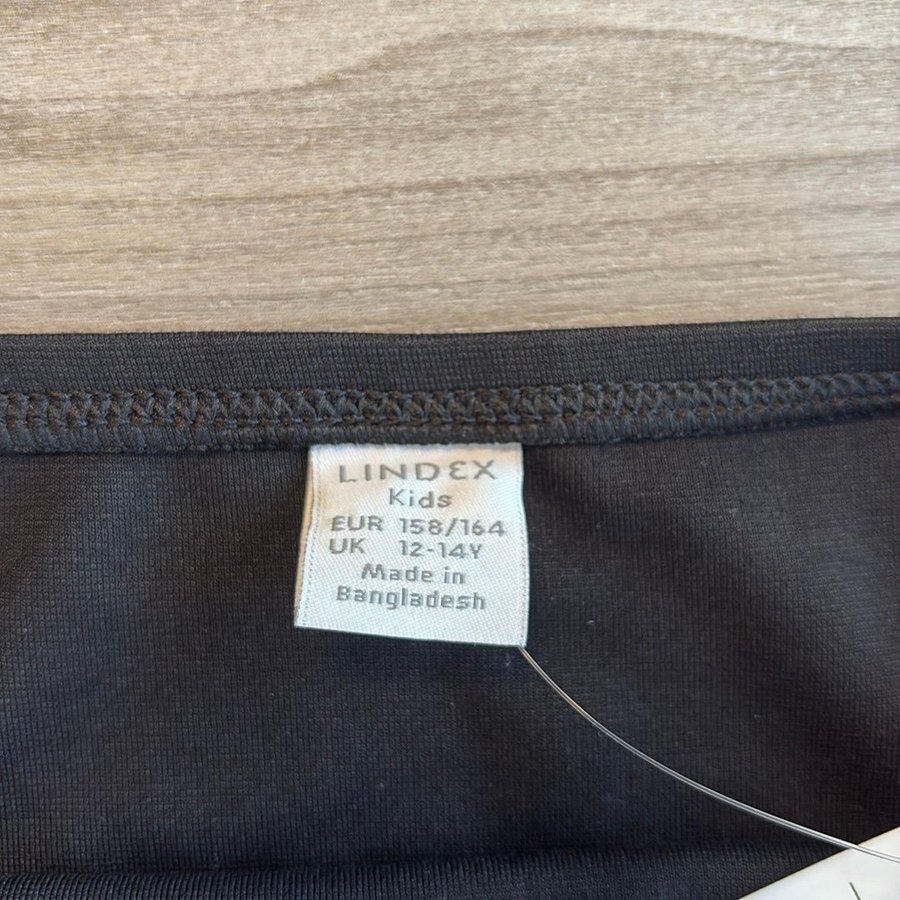 LINDEX
Kids
EUR 158/164
UK 12-14Y
Made in
Bangladesh